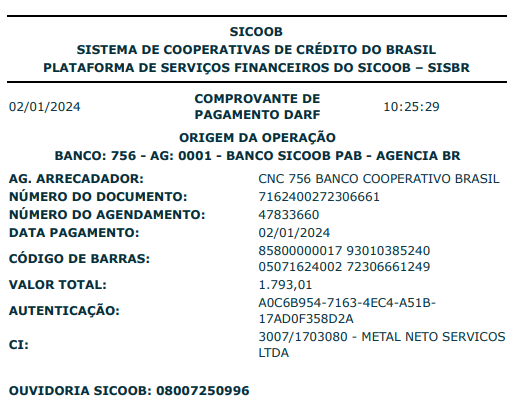 SICOOB
SISTEMA DE COOPERATIVAS DE CRÉDITO DO BRASIL
PLATAFORMA DE SERVIÇOS FINANCEIROS DO SICOOB – SISBR
02/01/2024 COMPROVANTE DE PAGAMENTO DARF 10:25:29
ORIGEM DA OPERAÇÃO
BANCO: 756 - AG: 0001 - BANCO SICOOB PAB - AGENCIA BR
AG. ARRECADADOR: CNC 756 BANCO COOPERATIVO BRASIL
NÚMERO DO DOCUMENTO: 7162400272306661
NÚMERO DO AGENDAMENTO: 47833660
DATA PAGAMENTO: 02/01/2024
CÓDIGO DE BARRAS: 85800000017 93010385240
05071624002 72306661249
VALOR TOTAL: 1.793,01
AUTENTICAÇÃO: A0C6B954-7163-4EC4-A51B-
17AD0F358D2A
CI: 3007/1703080 - METAL NETO SERVICOS
LTDA
OUVIDORIA SICOOB: 08007250996